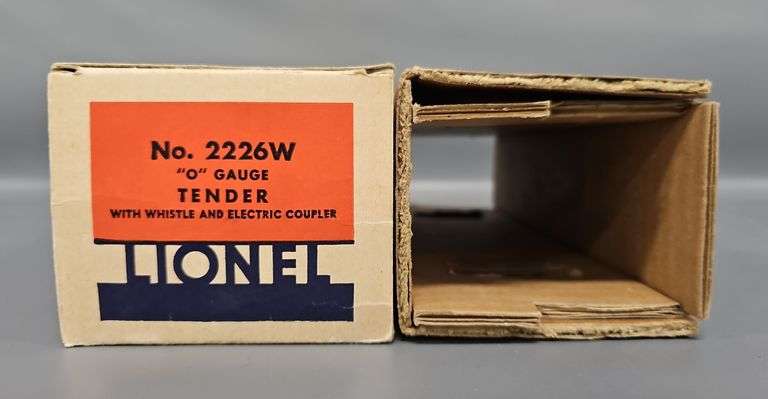 No. 2226W
"O" GAUGE
TENDER
WITH WHISTLE AND ELECTRIC COUPLER
LIONEL